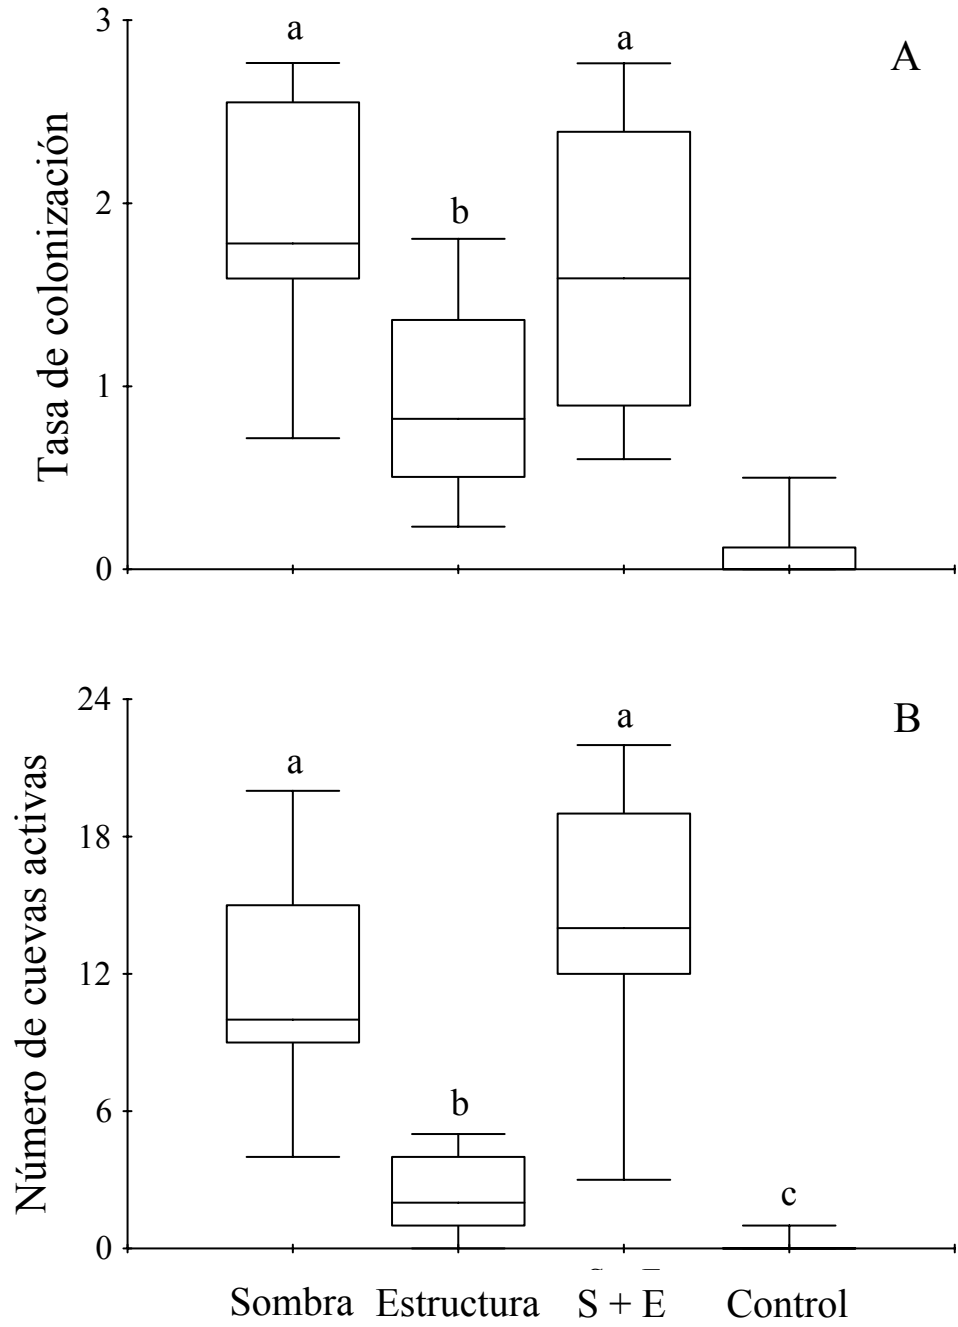 3
a
a
A
Tasa de colonización
2
b
1
0
24
a
B
Número de cuevas activas
a
18
12
6
b
c
0
Sombra Estructura S + E Control